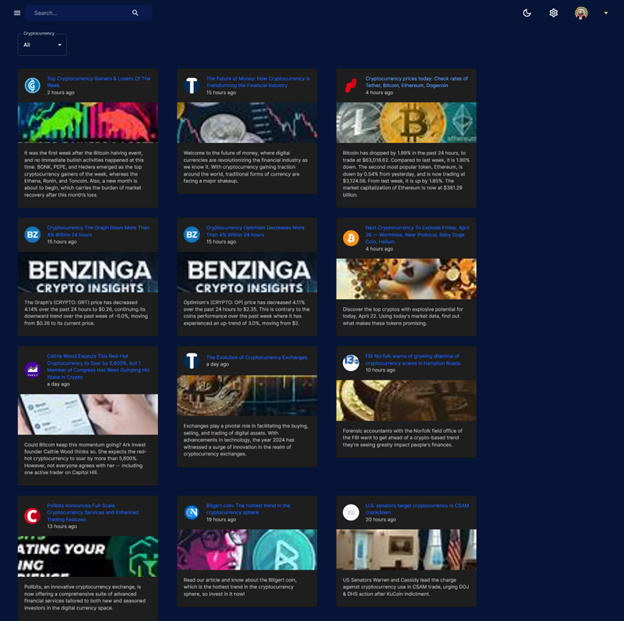 Search...
Cryptocurrency
All
Top Cryptocurrency Gainers & Losers Of The
Week
2 hours ago
It was the first week after the Bitcoin halving event,
and no immediate bullish activities happened at this
time. BONK, PEPE, and Hedera emerged as the top
cryptocurrency gainers of the week, whereas the
Ethena, Ronin, and Toncoin. Also, a new month is
about to begin, which carries the burden of market
recovery after this month's loss.
The Future of Money: How Cryptocurrency is
Transforming the Financial Industry
15 hours ago
Welcome to the future of money, where digital
currencies are revolutionizing the financial industry as
we know it. With cryptocurrency gaining traction
around the world, traditional forms of currency are
facing a major shakeup.
Cryptocurrency prices today: Check rates of
Tether, Bitcoin, Ethereum, Dogecoin
4 hours ago
Bitcoin has dropped by 1.99% in the past 24 hours, to
trade at $63,018.62. Compared to last week, it is 1.90%
down. The second most popular token, Ethereum, is
down by 0.54% from yesterday, and is now trading at
$3,124.58. From last week, it is up by 1.65%. The
market capitalization of Ethereum is now at $381.29
billion.
BZ
Cryptocurrency The Graph Down More Than
4% Within 24 hours
15 hours ago
BENZINGA
CRYPTO INSIGHTS
The Graph's (CRYPTO: GRT) price has decreased
4.14% over the past 24 hours to $0.26, continuing its
downward trend over the past week of -0.0%, moving
from $0.26 to its current price.
BZ
Cryptocurrency Optimism Decreases More
Than 4% Within 24 hours
15 hours ago
BENZINGA
CRYPTO INSIGHTS
Optimism's (CRYPTO: OP) price has decreased 4.11%
over the past 24 hours to $2.35. This is contrary to the
coins performance over the past week where it has
experienced an up-trend of 3.0%, moving from $2.
Next Cryptocurrency To Explode Friday, April
26 — Wormhole, Near Protocol, Baby Doge
Coin, Helium
4 hours ago
Discover the top cryptos with explosive potential for
today, April 22. Using today's market data, find out
what makes these tokens promising.
Cathie Wood Expects This Red-Hot
Cryptocurrency to Soar by 5,600%, but 1
Member of Congress Has Been Dumping His
Stake in Crypto
a day ago
Could Bitcoin keep this momentum going? Ark Invest
founder Cathie Wood thinks so. She expects the red-
hot cryptocurrency to soar by more than 5,600%.
However, not everyone agrees with her — including
one active trader on Capitol Hill.
The Evolution of Cryptocurrency Exchanges
a day ago
Exchanges play a pivotal role in facilitating the buying,
selling, and trading of digital assets. With
advancements in technology, the year 2024 has
witnessed a surge of innovation in the realm of
cryptocurrency exchanges.
13
FBI Norfolk warns of growing dilemma of
cryptocurrency scams in Hampton Roads
10 hours ago
Forensic accountants with the Norfolk field office of
the FBI want to get ahead of a crypto-based trend
they're seeing greatly impact people's finances.
PolBits Announces Full-Scale
Cryptocurrency Services and Enhanced
Trading Features
13 hours ago
ATING YOUR
PolBits, an innovative cryptocurrency exchange, is
now offering a comprehensive suite of advanced
financial services tailored to both new and seasoned
investors in the digital currency space.
Bitgert coin: The hottest trend in the
cryptocurrency sphere
19 hours ago
Read our article and know about the Bitgert coin,
which is the hottest trend in the cryptocurrency
sphere, so invest in it now!
U.S. senators target cryptocurrency in CSAM
crackdown
20 hours ago
US Senators Warren and Cassidy lead the charge
against cryptocurrency use in CSAM trade, urging DOJ
& DHS action after KuCoin indictment.